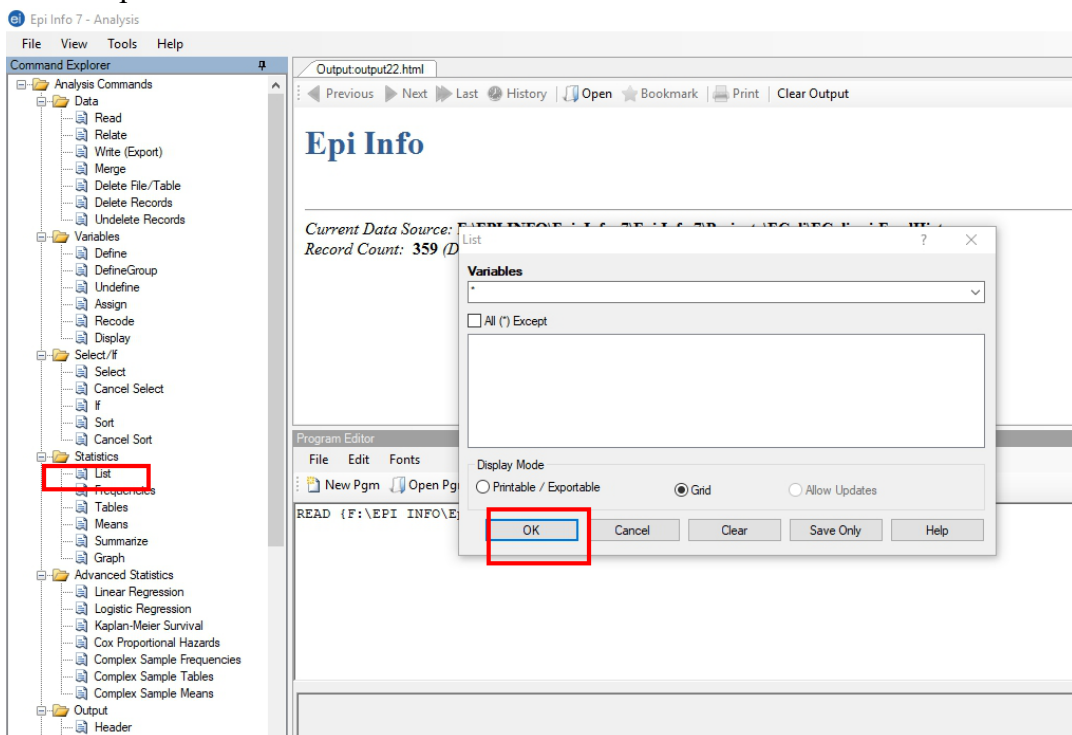 Epi Info 7 - Analysis
File View Tools Help
Command Explorer
Analysis Commands
Data
Read
Relate
Write (Export)
Merge
Delete File/Table
Delete Records
Undelete Records
Variables
Define
DefineGroup
Undefine
Assign
Recode
Display
Select/If
Select
Cancel Select
If
Sort
Cancel Sort
Statistics
List
Frequencies
Tables
Means
Summarize
Graph
Advanced Statistics
Linear Regression
Logistic Regression
Kaplan-Meier Survival
Cox Proportional Hazards
Complex Sample Frequencies
Complex Sample Tables
Complex Sample Means
Output
Header
Output:output22.html
Previous Next Last History Open Bookmark Print Clear Output
Epi Info
Current Data Source:
Record Count: 359 (D
List ? X
Variables
*
All (*) Except
Display Mode
Printable / Exportable Grid Allow Updates
OK Cancel Clear Save Only Help
Program Editor
File Edit Fonts
New Pgm Open Pg
READ {F:\EPI INFO\E